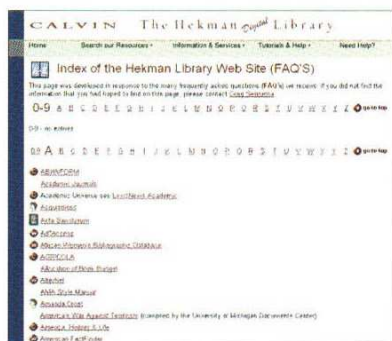 CALVIN The Hekman Digital Library
Home Search our Resources Information & Services Tutorials & Help Need Help?
Index of the Hekman Library Web Site (FAQ'S)
This page was developed in response to the many frequently asked questions (FAQ's) we receive. If you did not find the
information that you had hoped to find on this page, please contact
0-9 A B C D E F G H I J K L M N O P Q R S T U V W X Y Z go to top
0-9 - no entries
0-9 A B C D E F G H I J K L M N O P Q R S T U V W X Y Z go to top
ABI/INFORM
Academic Journals
Academic Universe see LexisNexis Academic
Acquisitions
Acta Sanctorum
African Women's Bibliographic Database
AGRICOLA
Allocation of Book Budget
AltaVista
AMA Style Manual
America's War Against Terrorism (compiled by the University of Michigan Documents Center)
America: History & Life
American FactFinder